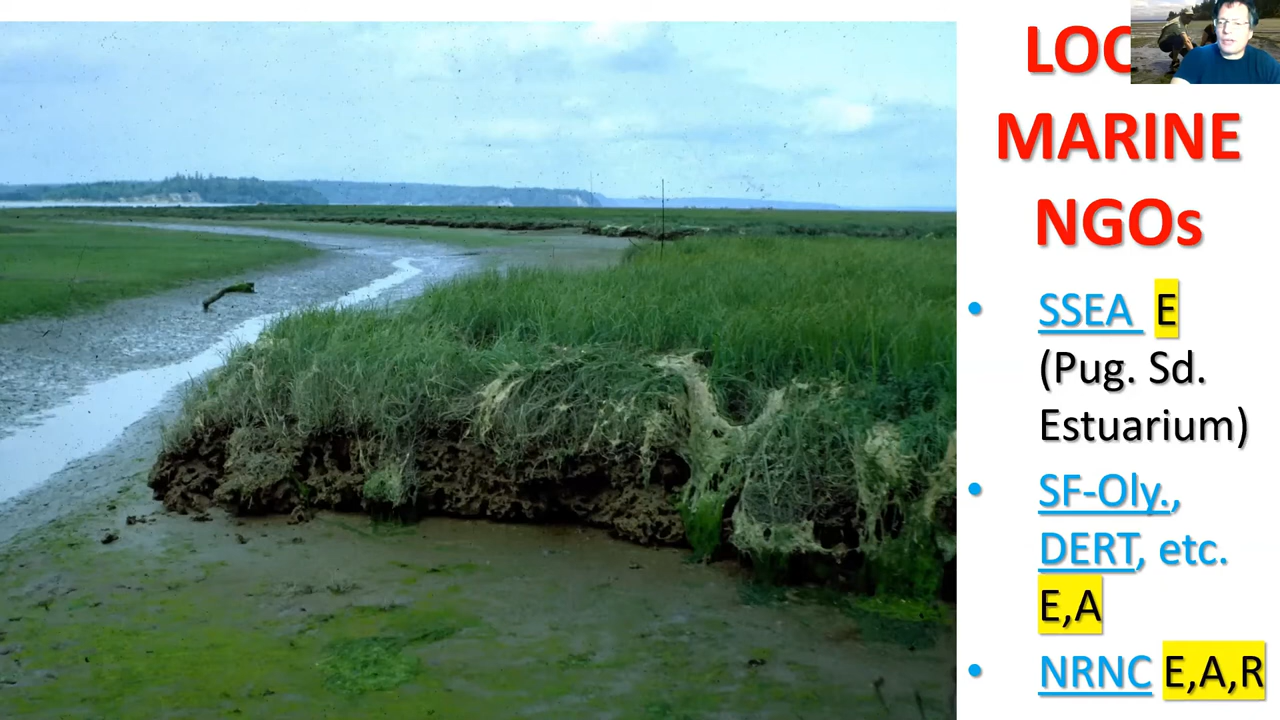 LOC
MARINE
NGOs
• SSEA E
(Pug. Sd.
Estuarium)
• SF-Oly.,
DERT, etc.
E,A
• NRNC E,A,R